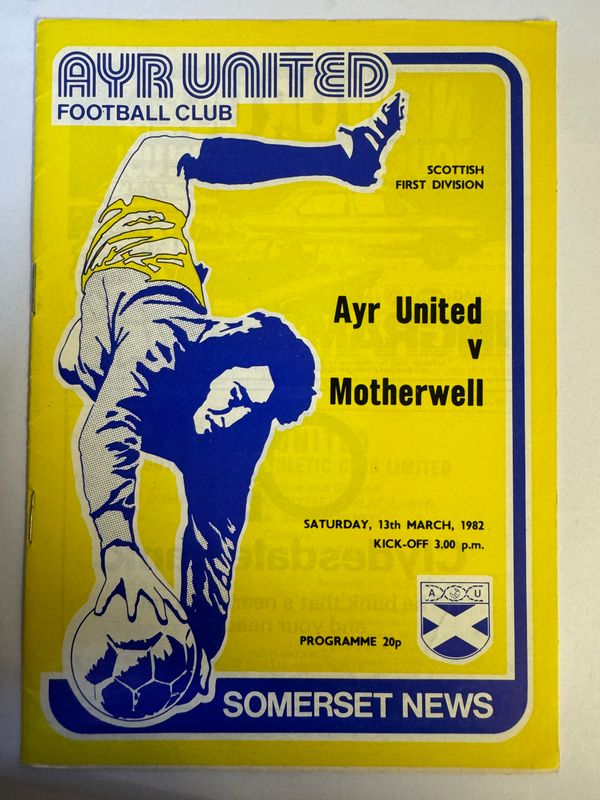 AYR UNITED
FOOTBALL CLUB
SCOTTISH
FIRST DIVISION
Ayr United
v
Motherwell
SATURDAY, 13th MARCH, 1982
KICK-OFF 3.00 p.m.
A U
PROGRAMME 20p
SOMERSET NEWS